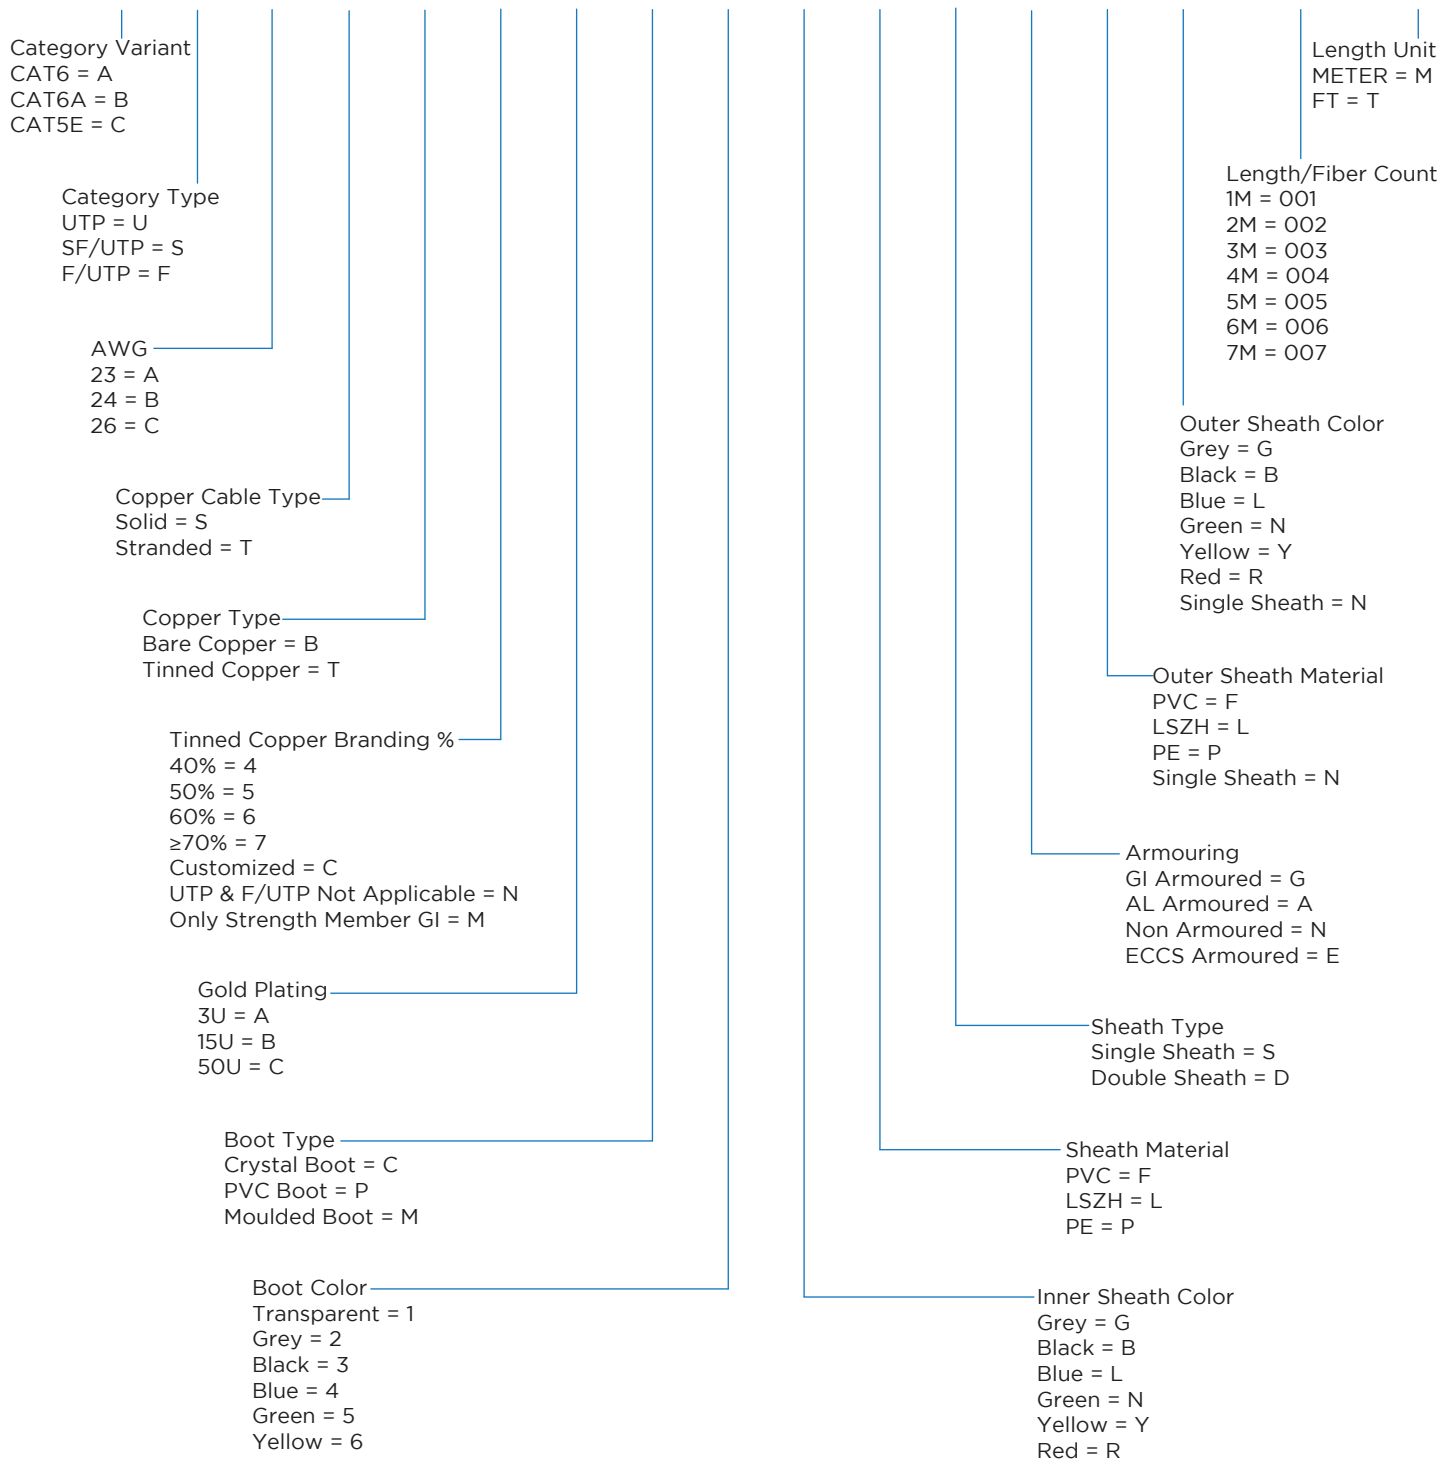 Category Variant
CAT6 = A
CAT6A = B
CAT5E = C
Category Type
UTP = U
SF/UTP = S
F/UTP = F
AWG
23 = A
24 = B
26 = C
Copper Cable Type
Solid = S
Stranded = T
Copper Type
Bare Copper = B
Tinned Copper = T
Tinned Copper Branding %
40% = 4
50% = 5
60% = 6
≥70% = 7
Customized = C
UTP & F/UTP Not Applicable = N
Only Strength Member GI = M
Gold Plating
3U = A
15U = B
50U = C
Boot Type
Crystal Boot = C
PVC Boot = P
Moulded Boot = M
Boot Color
Transparent = 1
Grey = 2
Black = 3
Blue = 4
Green = 5
Yellow = 6
Length Unit
METER = M
FT = T
Length/Fiber Count
1M = 001
2M = 002
3M = 003
4M = 004
5M = 005
6M = 006
7M = 007
Outer Sheath Color
Grey = G
Black = B
Blue = L
Green = N
Yellow = Y
Red = R
Single Sheath = N
Outer Sheath Material
PVC = F
LSZH = L
PE = P
Single Sheath = N
Armouring
GI Armoured = G
AL Armoured = A
Non Armoured = N
ECCS Armoured = E
Sheath Type
Single Sheath = S
Double Sheath = D
Sheath Material
PVC = F
LSZH = L
PE = P
Inner Sheath Color
Grey = G
Black = B
Blue = L
Green = N
Yellow = Y
Red = R